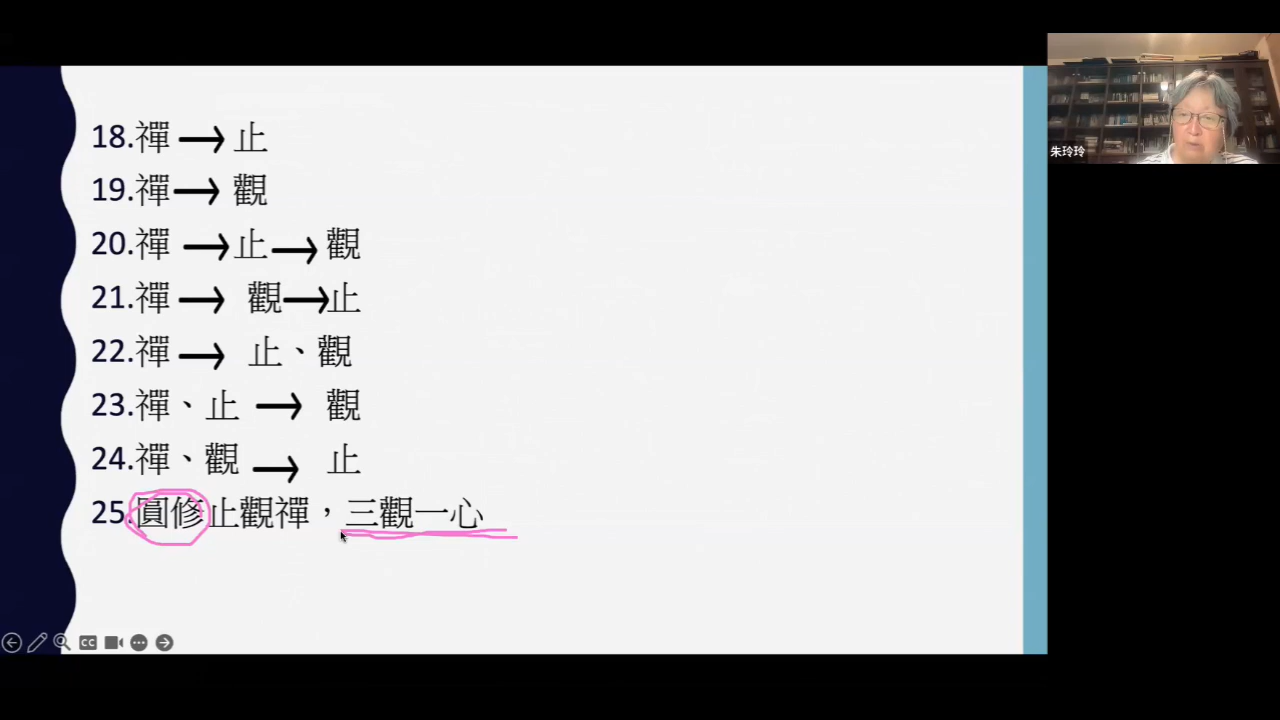 18.禪→止
19.禪→觀
20.禪→止→觀
21.禪→觀→止
22.禪→止、觀
23.禪、止→觀
24.禪、觀→止
25.圓修止觀禪，三觀一心
朱玲玲
CC